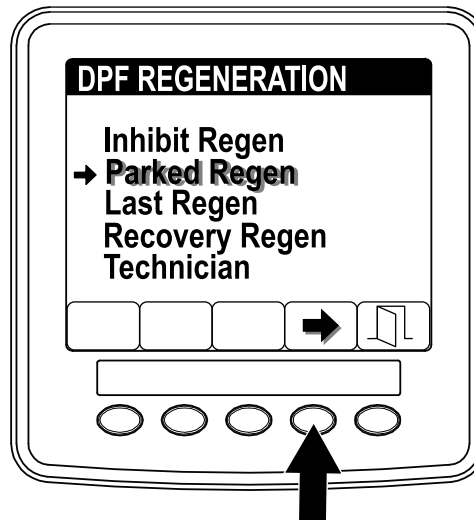 DPF REGENERATION
Inhibit Regen
Parked Regen
Last Regen
Recovery Regen
Technician